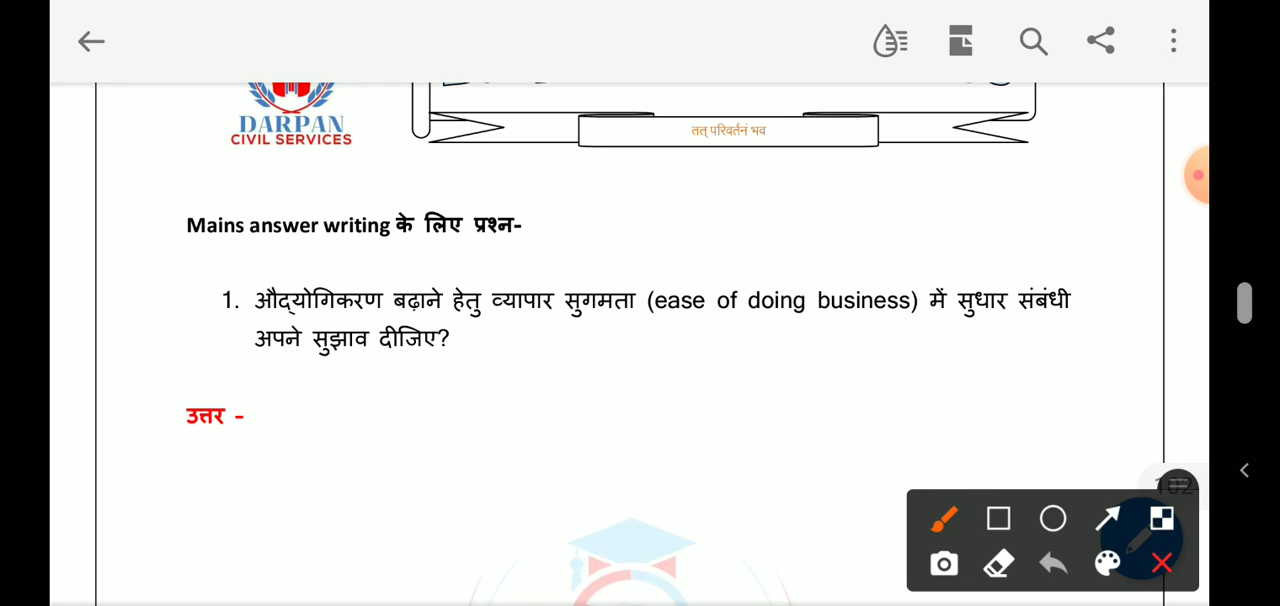 DARPAN
CIVIL SERVICES
तत् परिवर्तनं भव
Mains answer writing के लिए प्रश्न-
1. औद्योगिकरण बढ़ाने हेतु व्यापार सुगमता (ease of doing business) में सुधार संबंधी
अपने सुझाव दीजिए?
उत्तर -